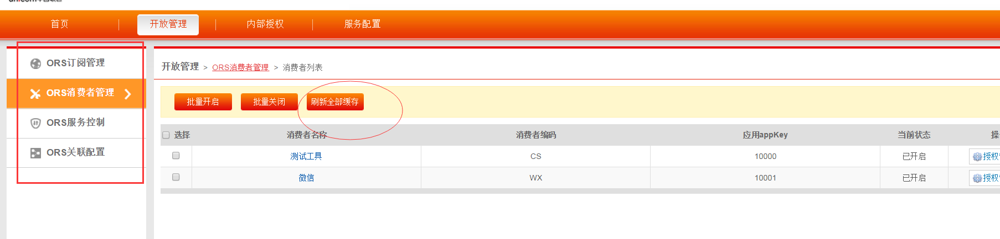 首页 开放管理 内部授权 服务配置
ORS订阅管理
ORS消费者管理
ORS服务控制
ORS关联配置
开放管理 > ORS消费者管理 > 消费者列表
批量开启 批量关闭 刷新全部缓存
选择 消费者名称 消费者编码 应用appKey 当前状态
测试工具 CS 10000 已开启 授权
微信 WX 10001 已开启 授权